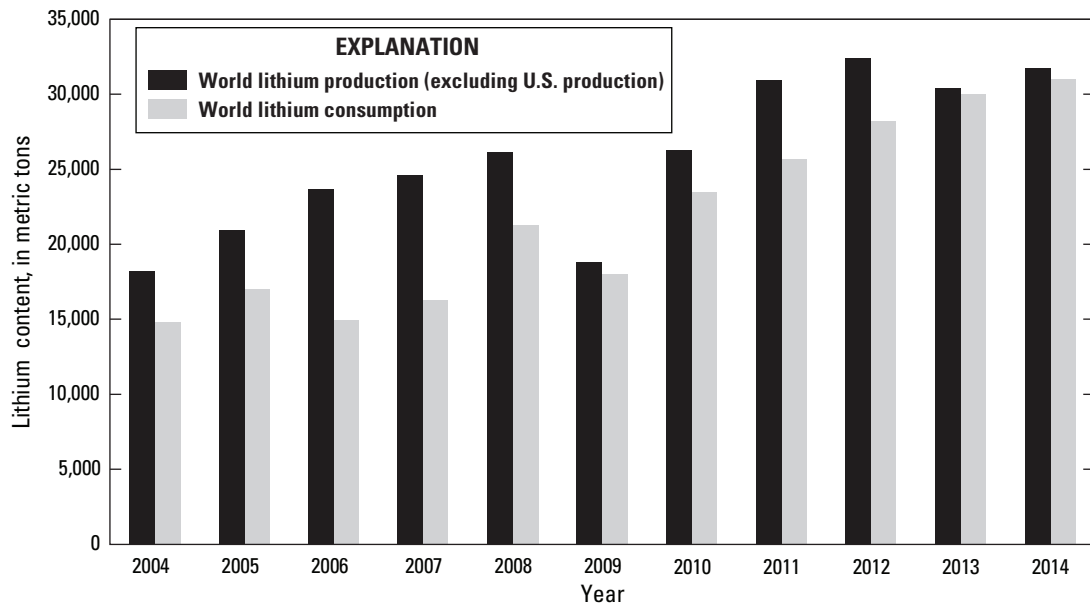 35,000
30,000
25,000
20,000
15,000
10,000
5,000
0
Lithium content, in metric tons
EXPLANATION
World lithium production (excluding U.S. production)
World lithium consumption
2004 2005 2006 2007 2008 2009 2010 2011 2012 2013 2014
Year